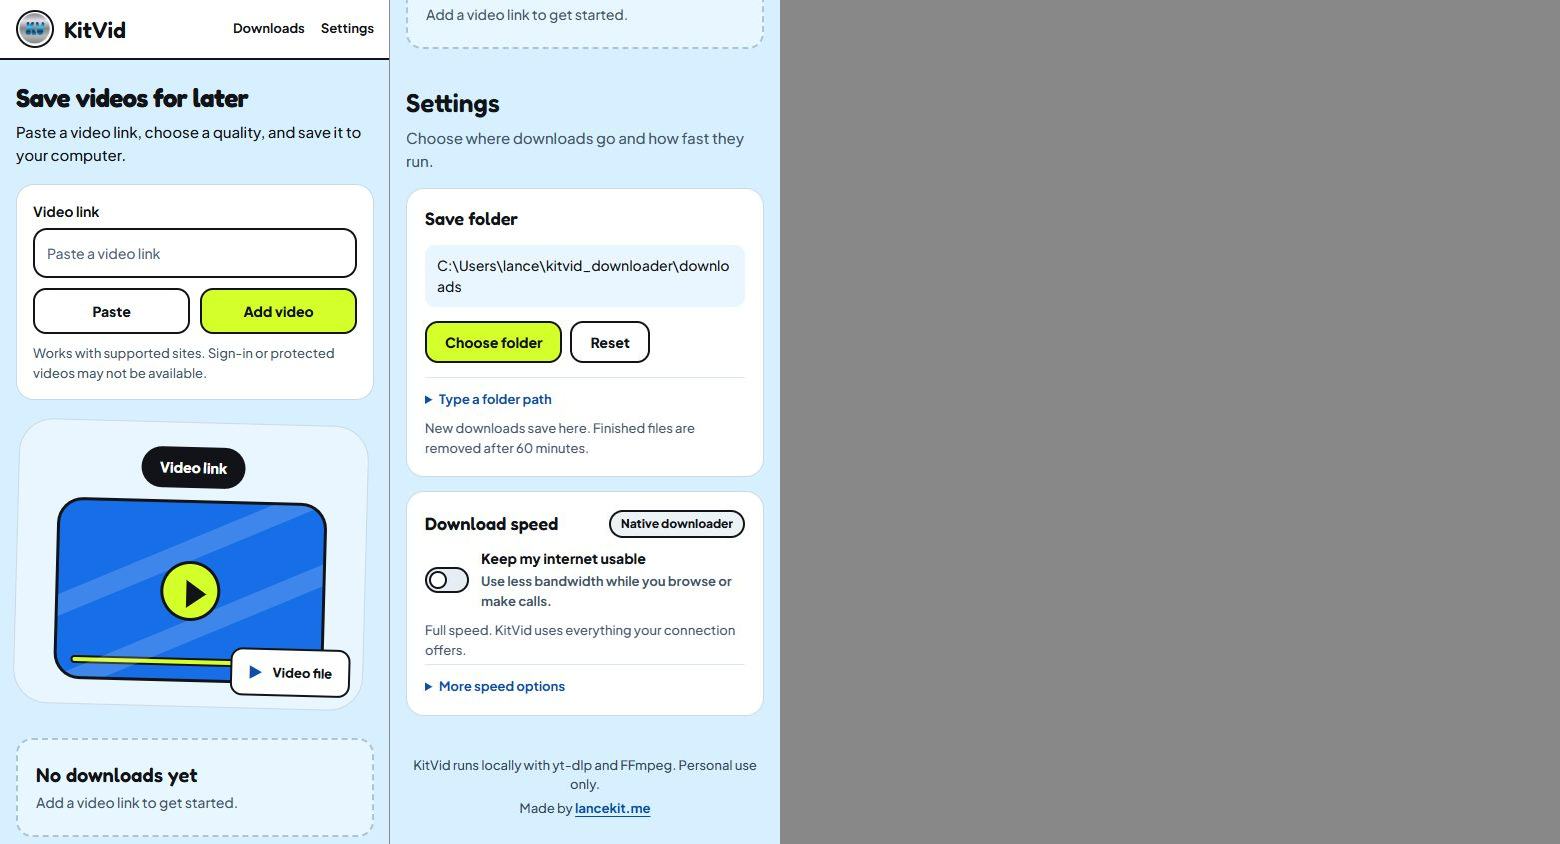 KU KitVid Downloads Settings
Save videos for later
Paste a video link, choose a quality, and save it to
your computer.
Video link
Paste a video link
Paste Add video
Works with supported sites. Sign-in or protected
videos may not be available.
Video link
Video file
No downloads yet
Add a video link to get started.
Add a video link to get started.
Settings
Choose where downloads go and how fast they
run.
Save folder
C:\Users\lance\kitvid_downloader\downlo
ads
Choose folder Reset
Type a folder path
New downloads save here. Finished files are
removed after 60 minutes.
Download speed Native downloader
Keep my internet usable
Use less bandwidth while you browse or
make calls.
Full speed. KitVid uses everything your connection
offers.
More speed options
KitVid runs locally with yt-dlp and FFmpeg. Personal use
only.
Made by lancekit.me